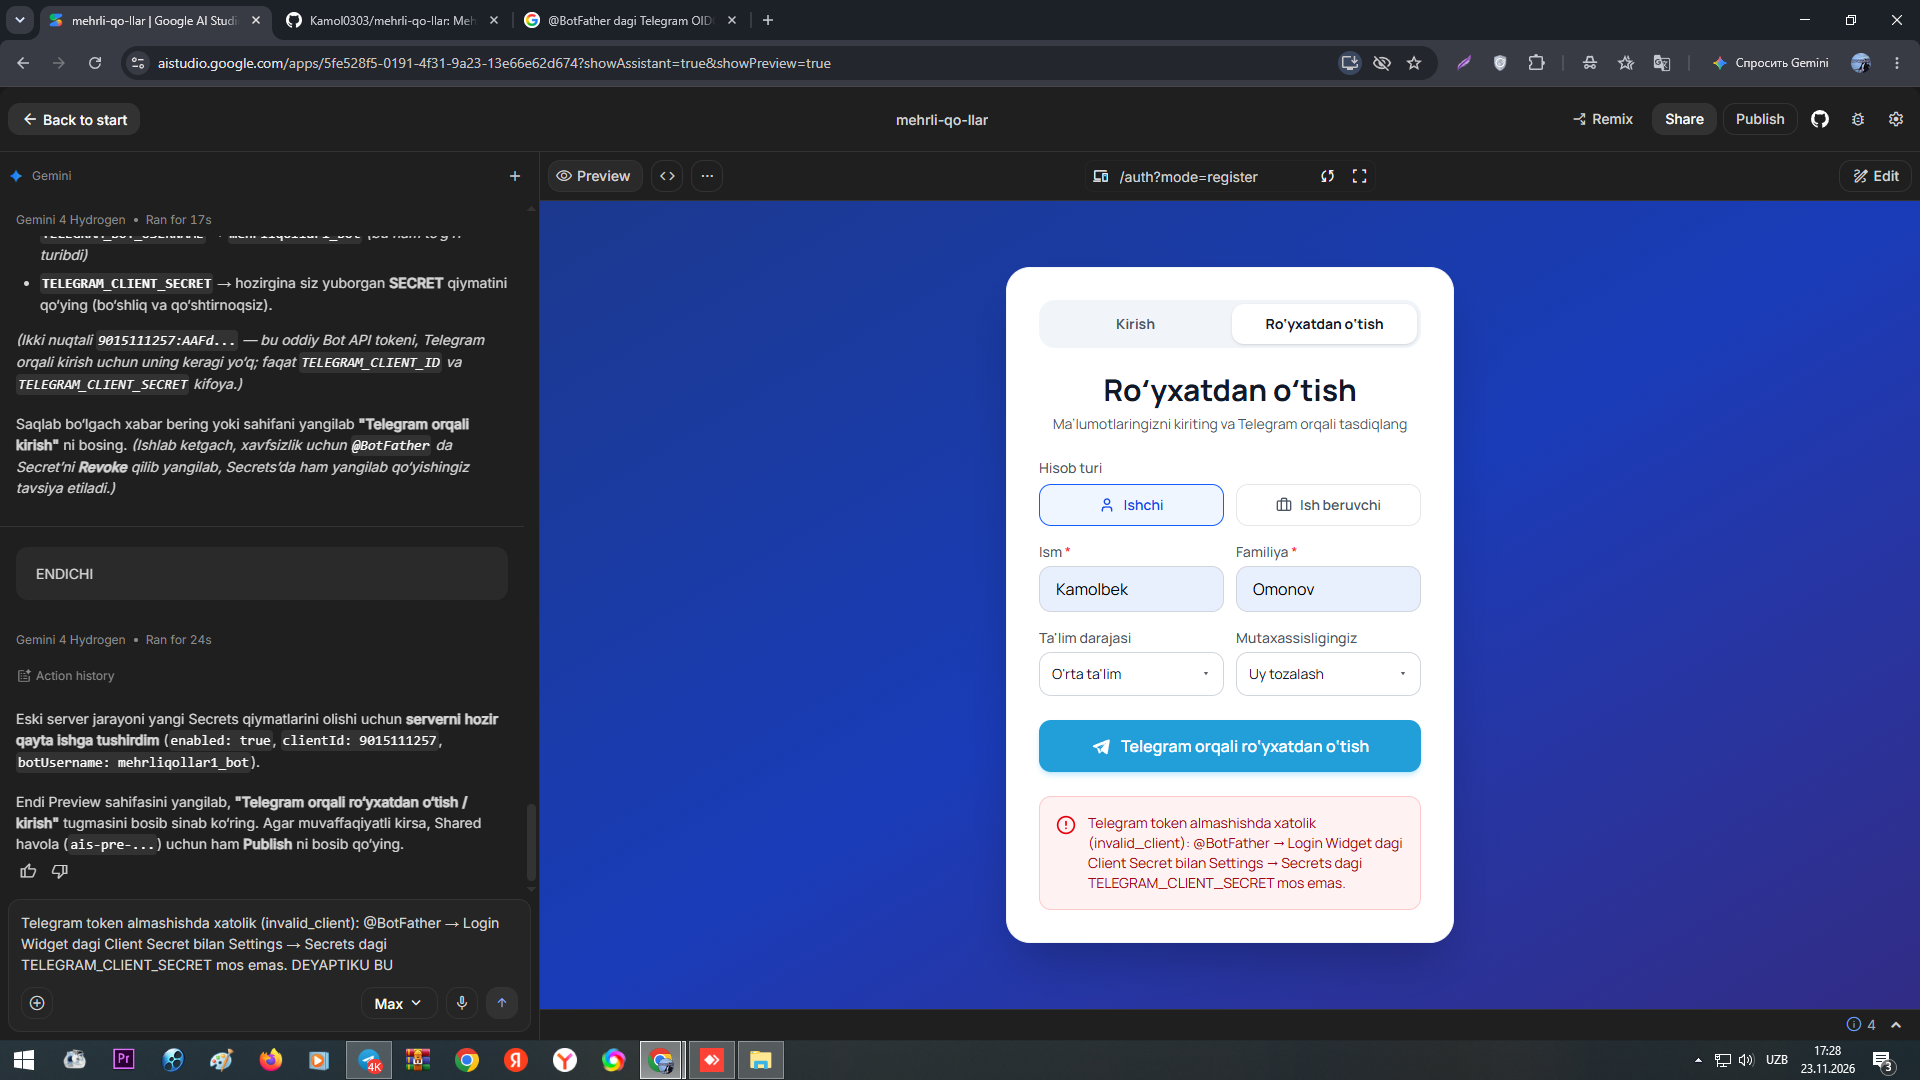 mehrli-qo-llar | Google AI Studi
Kamol0303/mehrli-qo-llar: Meh
@BotFather dagi Telegram OID
aistudio.google.com/apps/5fe528f5-0191-4f31-9a23-13e66e62d674?showAssistant=true&showPreview=true
Спросить Gemini
Back to start
mehrli-qo-llar
Remix
Share
Publish
Gemini
Preview
/auth?mode=register
Edit
Gemini 4 Hydrogen • Ran for 17s
turibdi)
TELEGRAM_CLIENT_SECRET → hozirgina siz yuborgan SECRET qiymatini
qo‘ying (bo‘shliq va qo‘shtirnoqsiz).
(Ikki nuqtali 9015111257:AAFd... — bu oddiy Bot API tokeni, Telegram
orqali kirish uchun uning keragi yo‘q; faqat TELEGRAM_CLIENT_ID va
TELEGRAM_CLIENT_SECRET kifoya.)
Saqlab bo‘lgach xabar bering yoki sahifani yangilab "Telegram orqali
kirish" ni bosing. (Ishlab ketgach, xavfsizlik uchun @BotFather da
Secret’ni Revoke qilib yangilab, Secrets’da ham yangilab qo‘yishingiz
tavsiya etiladi.)
ENDICHI
Gemini 4 Hydrogen • Ran for 24s
Action history
Eski server jarayoni yangi Secrets qiymatlarini olishi uchun serverni hozir
qayta ishga tushirdim (enabled: true, clientId: 9015111257,
botUsername: mehrliqollar1_bot).
Endi Preview sahifasini yangilab, "Telegram orqali ro‘yxatdan o‘tish /
kirish" tugmasini bosib sinab ko‘ring. Agar muvaffaqiyatli kirsa, Shared
havola (ais-pre-...) uchun ham Publish ni bosib qo‘ying.
Telegram token almashishda xatolik (invalid_client): @BotFather → Login
Widget dagi Client Secret bilan Settings → Secrets dagi
TELEGRAM_CLIENT_SECRET mos emas. DEYAPTIKU BU
Max
Kirish
Ro‘yxatdan o‘tish
Ro‘yxatdan o‘tish
Ma’lumotlaringizni kiriting va Telegram orqali tasdiqlang
Hisob turi
Ishchi
Ish beruvchi
Ism *
Familiya *
Kamolbek
Omonov
Ta'lim darajasi
Mutaxassisligingiz
O'rta ta'lim
Uy tozalash
Telegram orqali ro‘yxatdan o‘tish
Telegram token almashishda xatolik
(invalid_client): @BotFather → Login Widget dagi
Client Secret bilan Settings → Secrets dagi
TELEGRAM_CLIENT_SECRET mos emas.
4
Pr
4K
UZB
17:28
23.11.2026
3